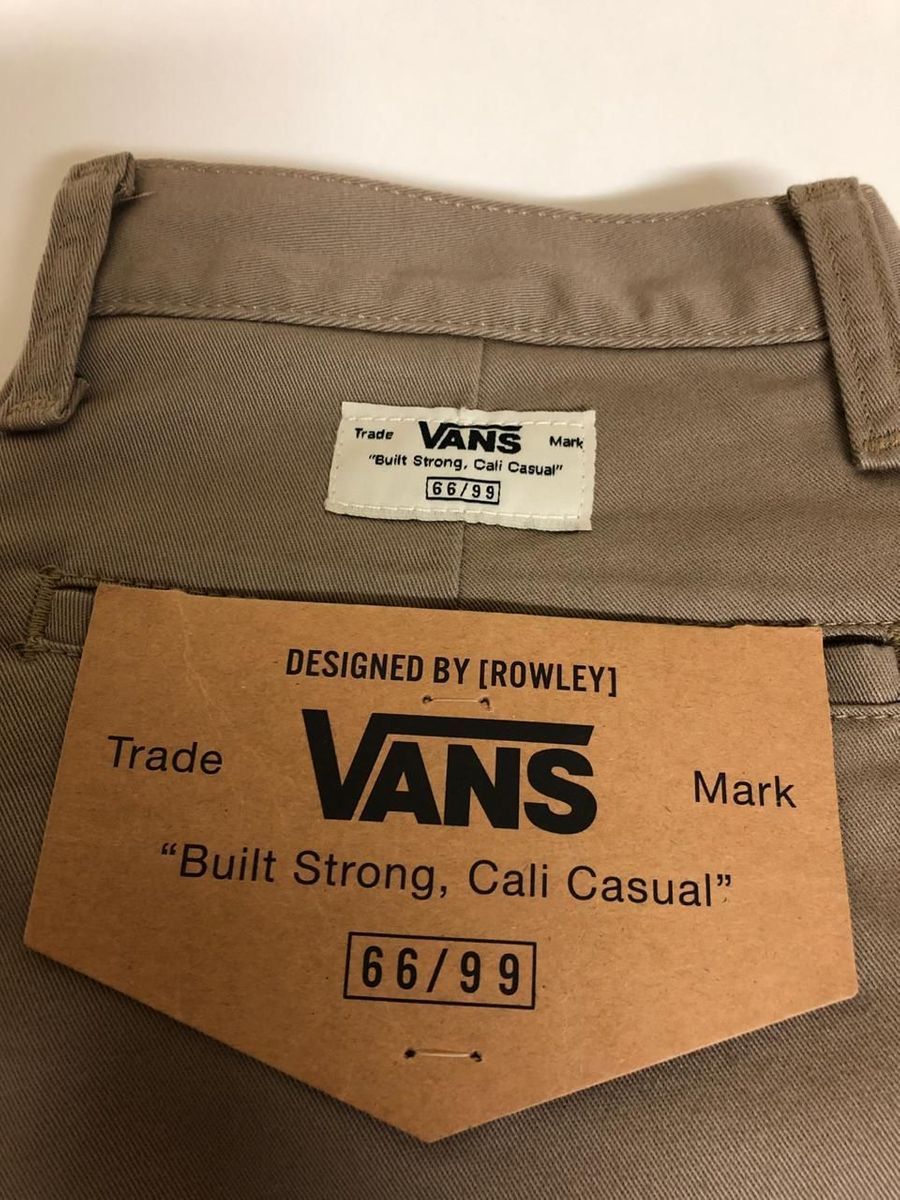 Trade VANS Mark
"Built Strong, Cali Casual"
66/99
DESIGNED BY [ROWLEY]
Trade VANS Mark
“Built Strong, Cali Casual”
66/99